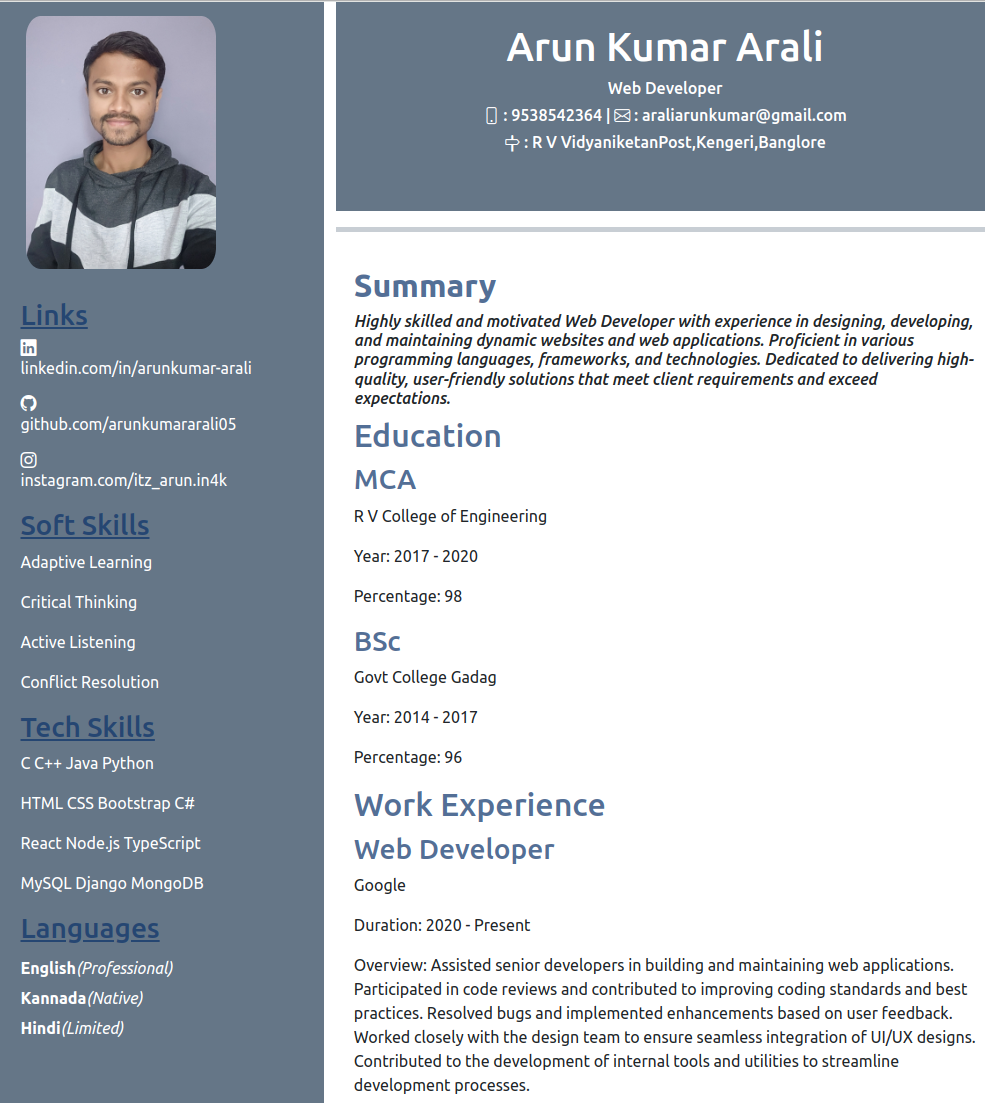 Arun Kumar Arali
Web Developer
: 9538542364 | : araliarunkumar@gmail.com
: R V VidyaniketanPost,Kengeri,Banglore
Links
linkedin.com/in/arunkumar-arali
github.com/arunkumararali05
instagram.com/itz_arun.in4k
Soft Skills
Adaptive Learning
Critical Thinking
Active Listening
Conflict Resolution
Tech Skills
C C++ Java Python
HTML CSS Bootstrap C#
React Node.js TypeScript
MySQL Django MongoDB
Languages
English(Professional)
Kannada(Native)
Hindi(Limited)
Summary
Highly skilled and motivated Web Developer with experience in designing, developing,
and maintaining dynamic websites and web applications. Proficient in various
programming languages, frameworks, and technologies. Dedicated to delivering high-
quality, user-friendly solutions that meet client requirements and exceed
expectations.
Education
MCA
R V College of Engineering
Year: 2017 - 2020
Percentage: 98
BSc
Govt College Gadag
Year: 2014 - 2017
Percentage: 96
Work Experience
Web Developer
Google
Duration: 2020 - Present
Overview: Assisted senior developers in building and maintaining web applications.
Participated in code reviews and contributed to improving coding standards and best
practices. Resolved bugs and implemented enhancements based on user feedback.
Worked closely with the design team to ensure seamless integration of UI/UX designs.
Contributed to the development of internal tools and utilities to streamline
development processes.